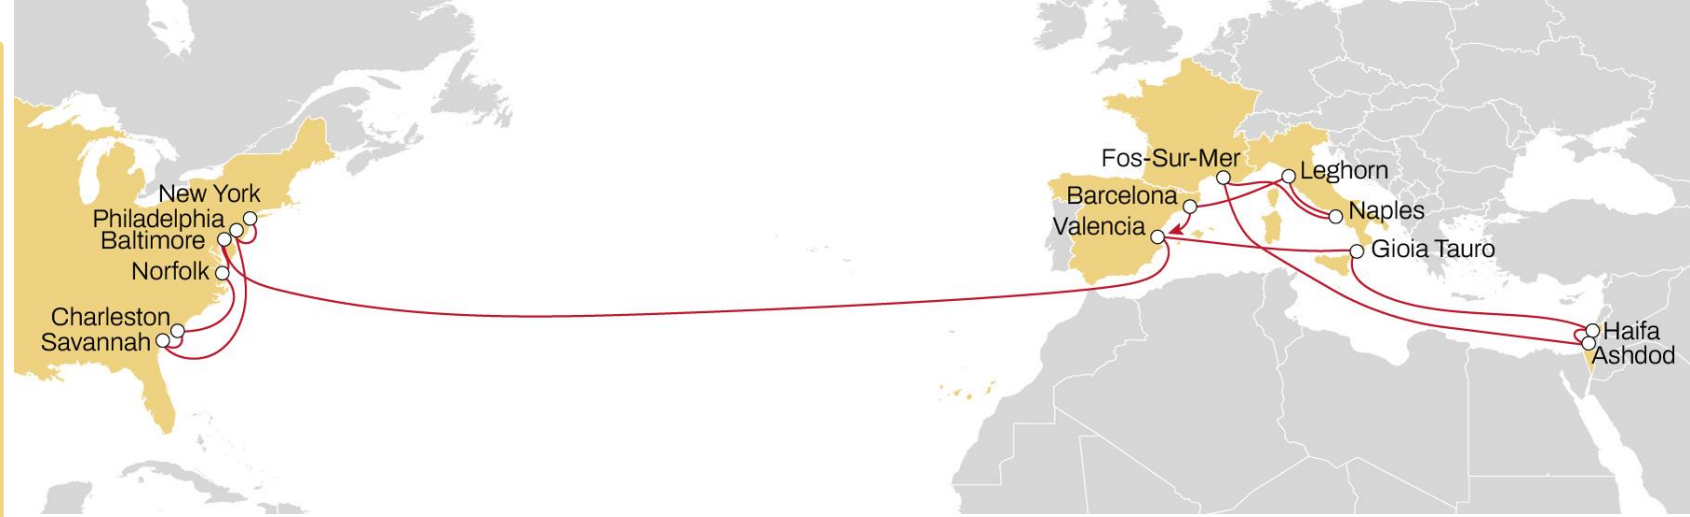 New York
Philadelphia
Baltimore
Norfolk
Charleston
Savannah
Fos-Sur-Mer
Leghorn
Barcelona
Naples
Valencia
Gioia Tauro
Haifa
Ashdod